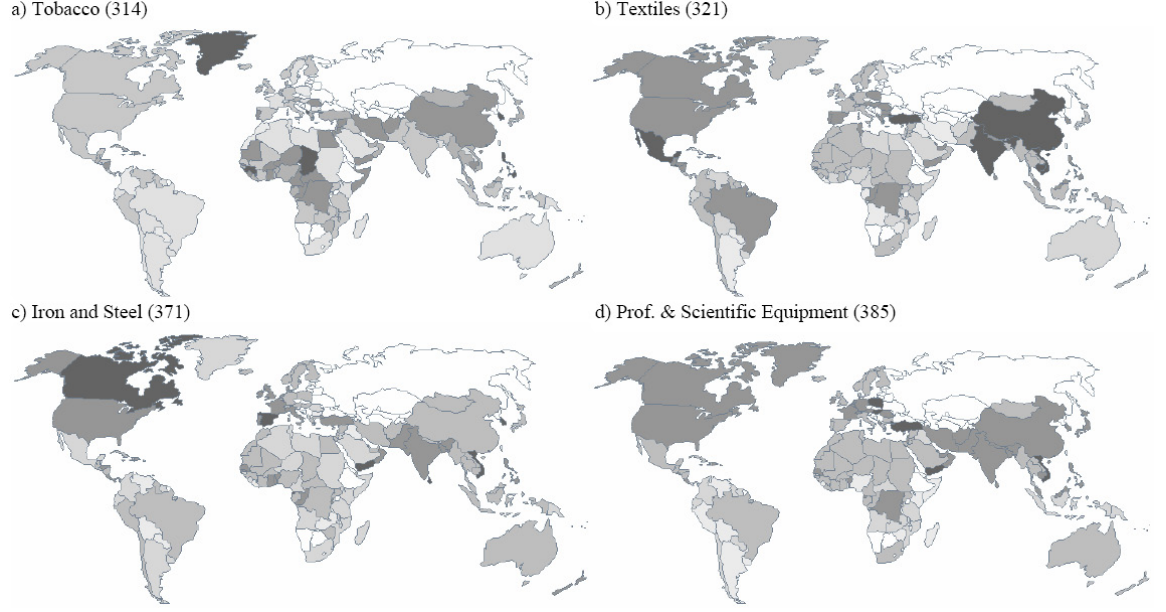 a) Tobacco (314)
b) Textiles (321)
c) Iron and Steel (371)
d) Prof. & Scientific Equipment (385)